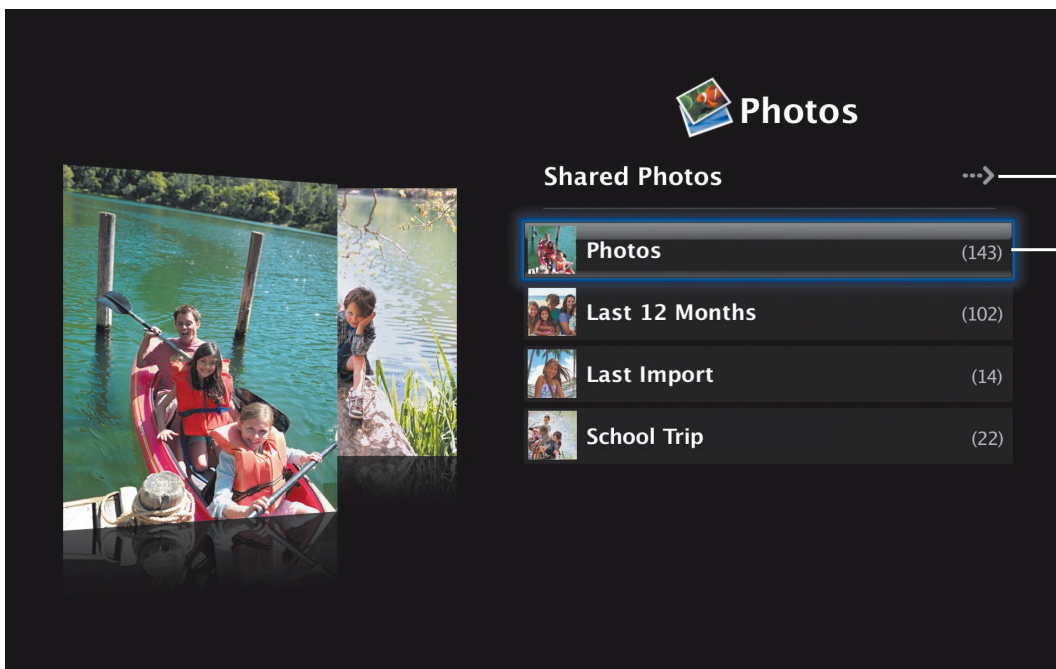 Photos
Shared Photos
Photos (143)
Last 12 Months (102)
Last Import (14)
School Trip (22)